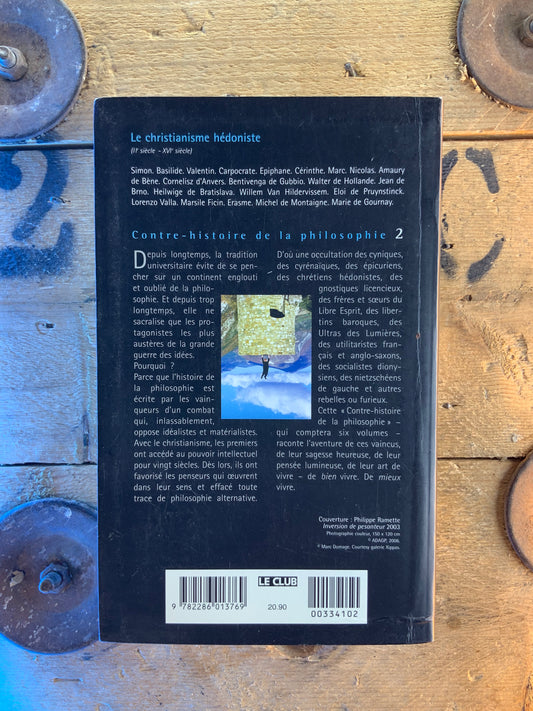 Le christianisme hédoniste
(IIᵉ siècle – XVIᵉ siècle)
Simon. Basilide. Valentin. Carpocrate. Epiphane. Cérinthe. Marc. Nicolas. Amaury
de Bène. Cornelisz d'Anvers. Bentivenga de Gubbio. Walter de Hollande. Jean de
Brno. Heilwige de Bratislava. Willem Van Hildervissem. Eloi de Pruynstinck.
Lorenzo Valla. Marsile Ficin. Erasme. Michel de Montaigne. Marie de Gournay.
Contre-histoire de la philosophie 2
Depuis longtemps, la tradition
universitaire évite de se pen-
cher sur un continent englouti
et oublié de la philo-
sophie. Et depuis trop
longtemps, elle ne
sacralise que les pro-
tagonistes les plus
austères de la grande
guerre des idées.
Pourquoi ?
Parce que l'histoire de
la philosophie est
écrite par les vain-
queurs d'un combat
qui, inlassablement,
oppose idéalistes et matérialistes.
Avec le christianisme, les premiers
ont accédé au pouvoir intellectuel
pour vingt siècles. Dès lors, ils ont
favorisé les penseurs qui œuvrent
dans leur sens et effacé toute
trace de philosophie alternative.
D'où une occultation des cyniques,
des cyrénaïques, des épicuriens,
des chrétiens hédonistes, des
gnostiques licencieux,
des frères et sœurs du
Libre Esprit, des liber-
tins baroques, des
Ultras des Lumières,
des utilitaristes fran-
çais et anglo-saxons,
des socialistes diony-
siens, des nietzschéens
de gauche et autres
rebelles ou furieux.
Cette « Contre-histoire
de la philosophie » –
qui comptera six volumes –
raconte l'aventure de ces vaincus,
de leur sagesse heureuse, de leur
pensée lumineuse, de leur art de
vivre – de bien vivre. De mieux
vivre.
Couverture : Philippe Ramette
Inversion de pesanteur 2003
Photographie couleur, 150 x 120 cm
© ADAGP, 2006.
© Marc Domage. Courtesy galerie Xippas.
LE CLUB
9 782286 013769
20.90
00334102